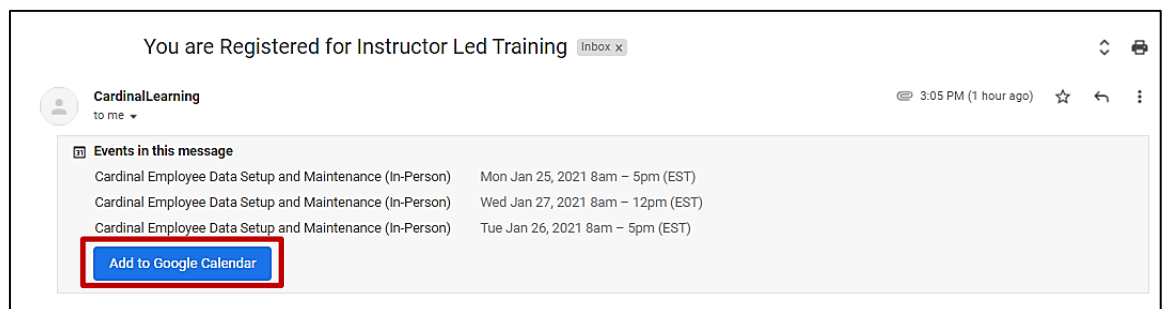 You are Registered for Instructor Led Training Inbox x
CardinalLearning 3:05 PM (1 hour ago)
to me
31 Events in this message
Cardinal Employee Data Setup and Maintenance (In-Person) Mon Jan 25, 2021 8am – 5pm (EST)
Cardinal Employee Data Setup and Maintenance (In-Person) Wed Jan 27, 2021 8am – 12pm (EST)
Cardinal Employee Data Setup and Maintenance (In-Person) Tue Jan 26, 2021 8am – 5pm (EST)
Add to Google Calendar